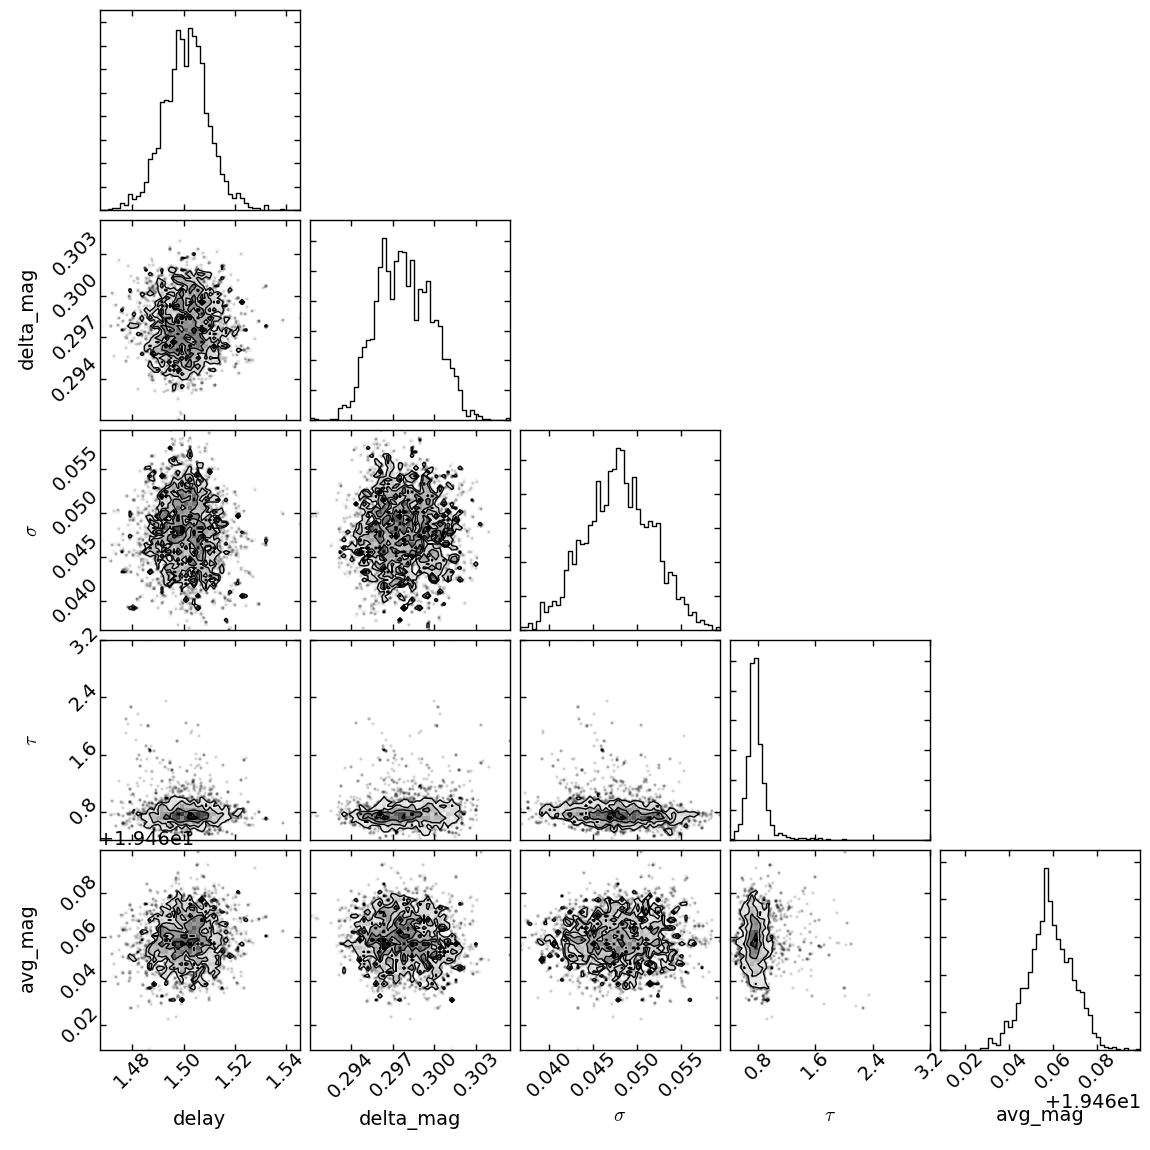 0.303
0.300
0.297
0.294
delta_mag
0.055
0.050
0.045
0.040
σ
3.2
2.4
1.6
0.8
τ
+1.946e1
0.08
0.06
0.04
0.02
avg_mag
1.48 1.50 1.52 1.54
0.294 0.297 0.300 0.303
0.040 0.045 0.050 0.055
0.8 1.6 2.4 3.2
0.02 0.04 0.06 0.08
+1.946e1
delay delta_mag σ τ avg_mag